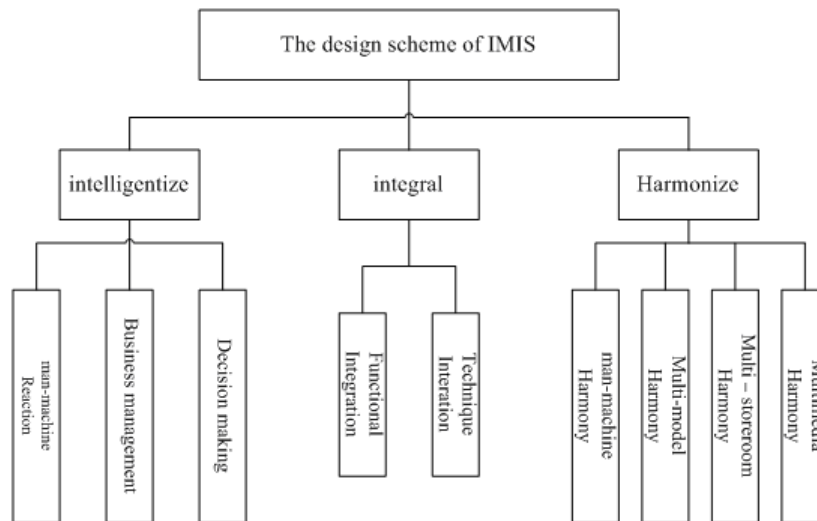 The design scheme of IMIS
intelligentize
integral
Harmonize
man-machine
Reaction
Business management
Decision making
Functional
Integration
Technique
Interation
man-machine
Harmony
Multi-model
Harmony
Multi – storeroom
Harmony
Multimedia
Harmony